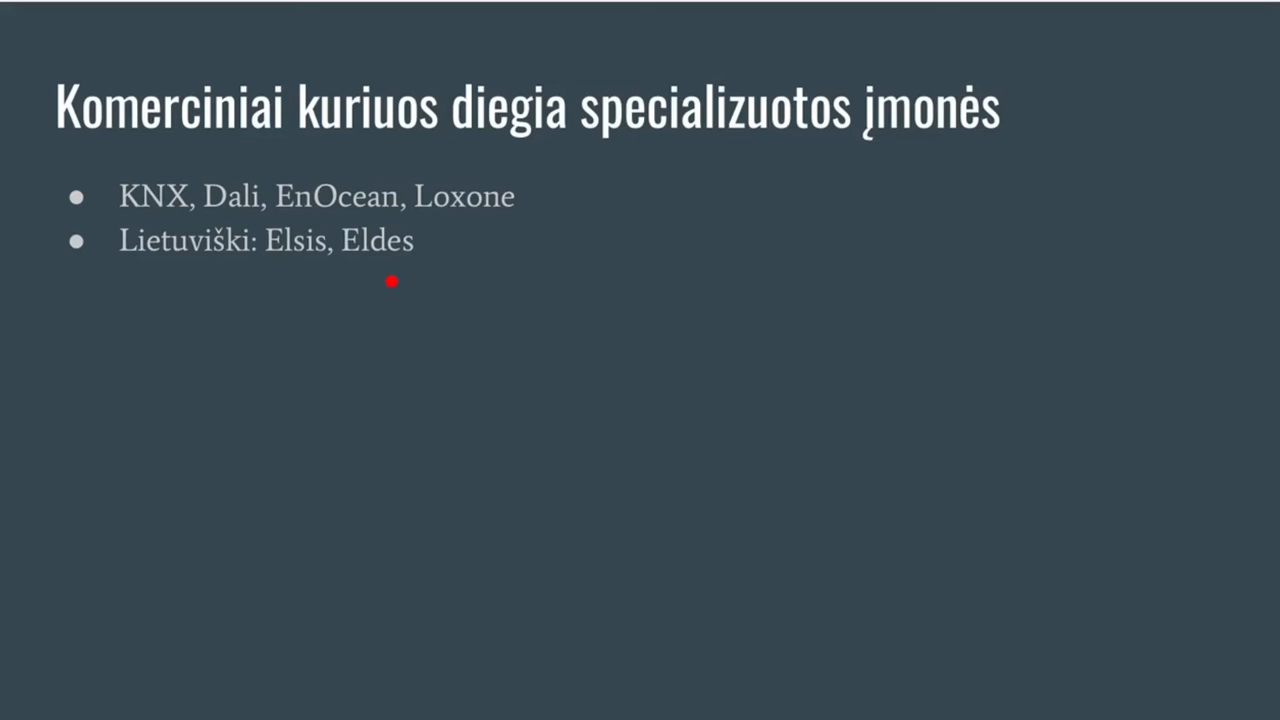 Komerciniai kuriuos diegia specializuotos įmonės
● KNX, Dali, EnOcean, Loxone
● Lietuviški: Elsis, Eldes